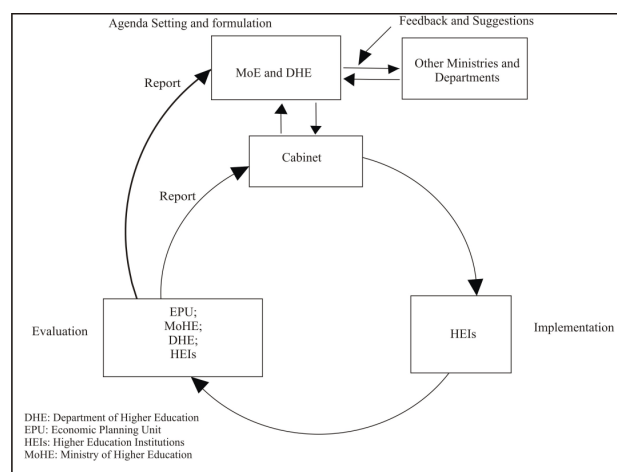 Agenda Setting and formulation
Feedback and Suggestions
MoE and DHE
Other Ministries and
Departments
Report
Cabinet
Report
Evaluation
EPU;
MoHE;
DHE;
HEIs
HEIs
Implementation
DHE: Department of Higher Education
EPU: Economic Planning Unit
HEIs: Higher Education Institutions
MoHE: Ministry of Higher Education